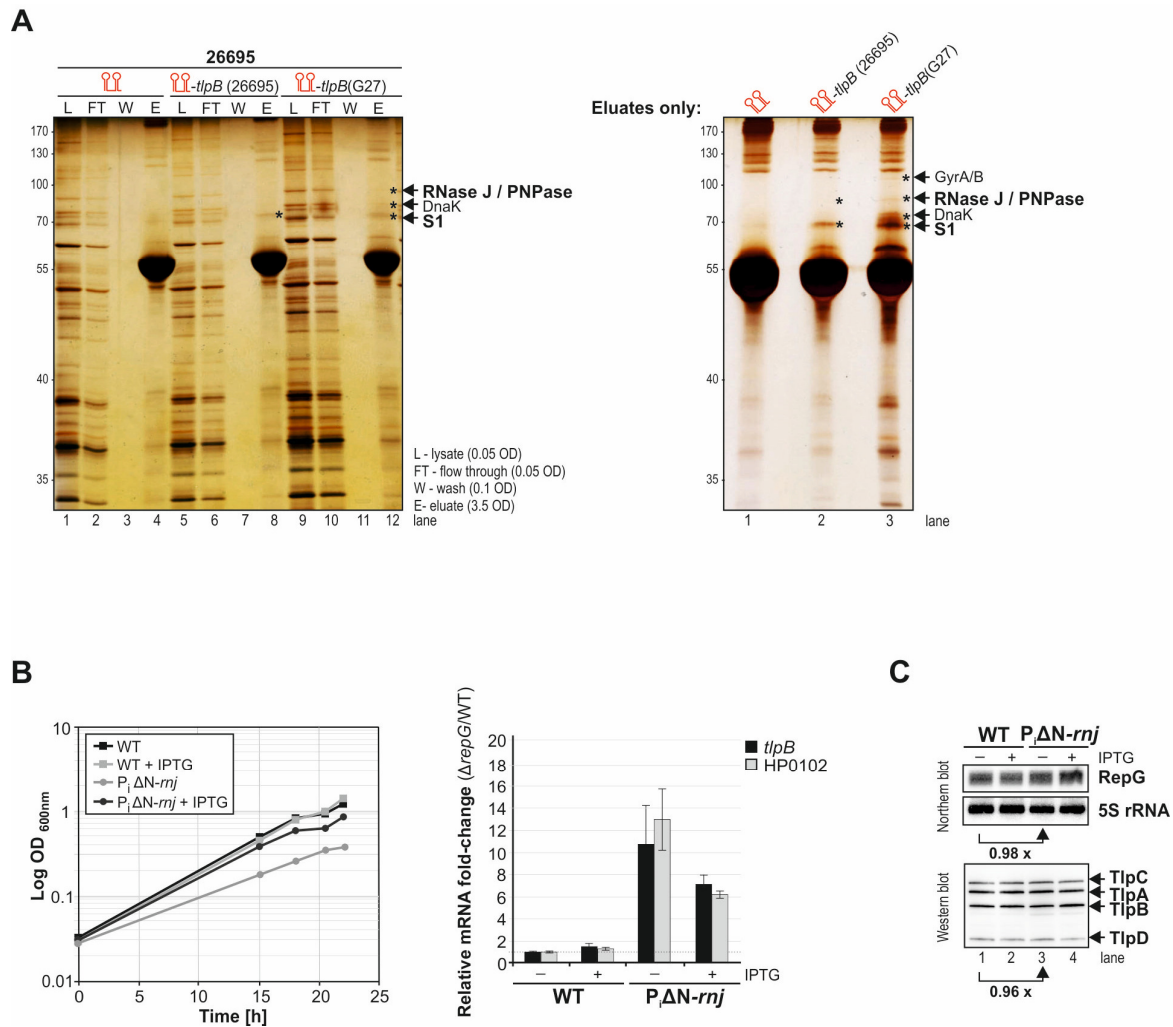 A
26695
-tlpB (26695)
-tlpB(G27)
L FT W E L FT W E L FT W E
170
130
100
70
55
40
35
RNase J / PNPase
DnaK
S1
L - lysate (0.05 OD)
FT - flow through (0.05 OD)
W - wash (0.1 OD)
E- eluate (3.5 OD)
1 2 3 4 5 6 7 8 9 10 11 12
lane
Eluates only:
-tlpB (26695)
-tlpB(G27)
170
130
100
70
55
40
35
GyrA/B
RNase J / PNPase
DnaK
S1
1 2 3 lane
B
Log OD 600nm
10
1
0.1
0.01
WT
WT + IPTG
PiΔN-rnj
PiΔN-rnj + IPTG
0 5 10 15 20 25
Time [h]
Relative mRNA fold-change (ΔrepG/WT)
20
18
16
14
12
10
8
6
4
2
0
tlpB
HP0102
– + – + IPTG
WT PiΔN-rnj
C
WT PiΔN-rnj
– + – + IPTG
Northern blot
RepG
5S rRNA
0.98 x
Western blot
TlpC
TlpA
TlpB
TlpD
1 2 3 4 lane
0.96 x